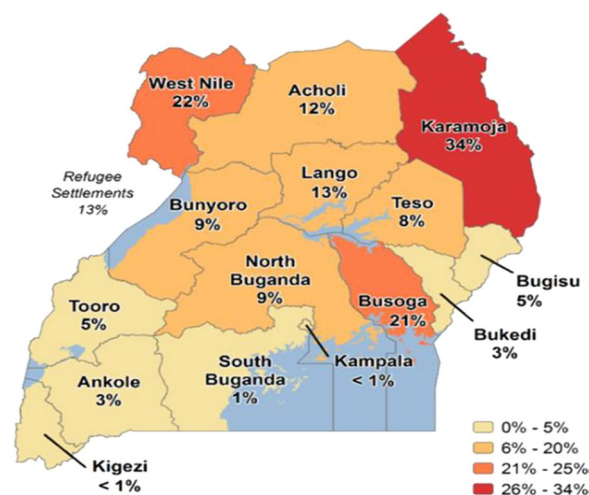 West Nile
22%
Acholi
12%
Karamoja
34%
Refugee
Settlements
13%
Lango
13%
Bunyoro
9%
Teso
8%
North
Buganda
9%
Busoga
21%
Bugisu
5%
Tooro
5%
Bukedi
3%
Kampala
< 1%
South
Buganda
1%
Ankole
3%
Kigezi
< 1%
0% - 5%
6% - 20%
21% - 25%
26% - 34%